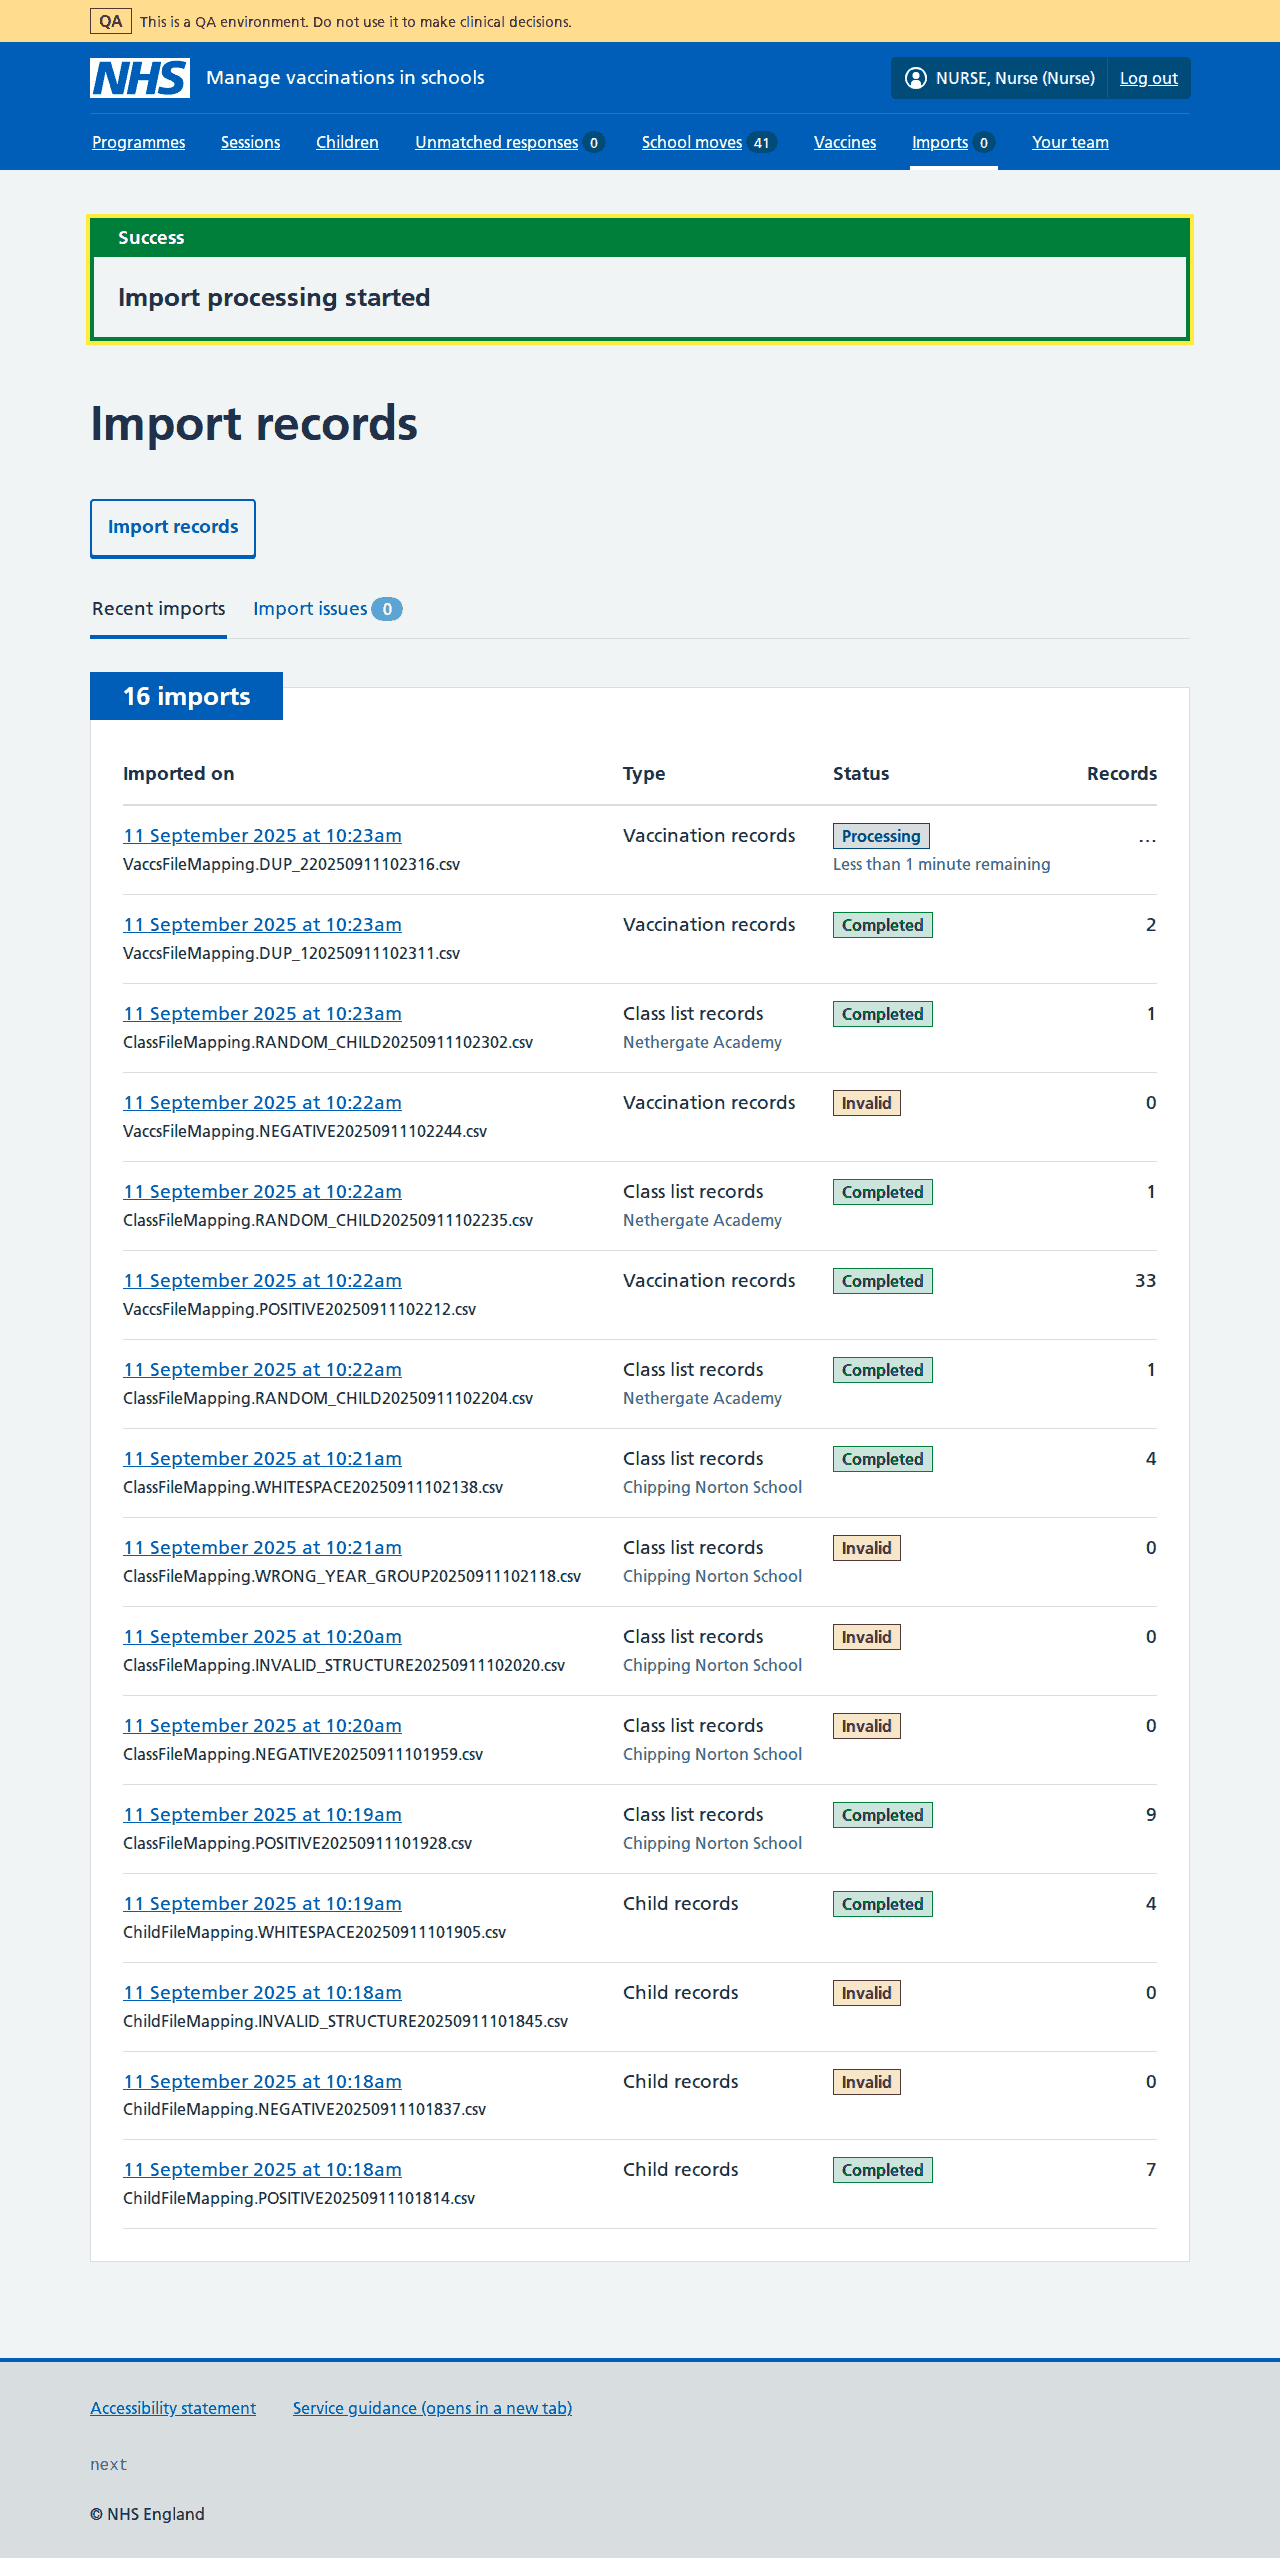 QA This is a QA environment. Do not use it to make clinical decisions.
NHS Manage vaccinations in schools NURSE, Nurse (Nurse) Log out
Programmes Sessions Children Unmatched responses 0 School moves 41 Vaccines Imports 0 Your team
Success
Import processing started
Import records
Import records
Recent imports Import issues 0
16 imports
Imported on Type Status Records
11 September 2025 at 10:23am Vaccination records Processing ...
VaccsFileMapping.DUP_220250911102316.csv Less than 1 minute remaining
11 September 2025 at 10:23am Vaccination records Completed 2
VaccsFileMapping.DUP_120250911102311.csv
11 September 2025 at 10:23am Class list records Completed 1
ClassFileMapping.RANDOM_CHILD20250911102302.csv Nethergate Academy
11 September 2025 at 10:22am Vaccination records Invalid 0
VaccsFileMapping.NEGATIVE20250911102244.csv
11 September 2025 at 10:22am Class list records Completed 1
ClassFileMapping.RANDOM_CHILD20250911102235.csv Nethergate Academy
11 September 2025 at 10:22am Vaccination records Completed 33
VaccsFileMapping.POSITIVE20250911102212.csv
11 September 2025 at 10:22am Class list records Completed 1
ClassFileMapping.RANDOM_CHILD20250911102204.csv Nethergate Academy
11 September 2025 at 10:21am Class list records Completed 4
ClassFileMapping.WHITESPACE20250911102138.csv Chipping Norton School
11 September 2025 at 10:21am Class list records Invalid 0
ClassFileMapping.WRONG_YEAR_GROUP20250911102118.csv Chipping Norton School
11 September 2025 at 10:20am Class list records Invalid 0
ClassFileMapping.INVALID_STRUCTURE20250911102020.csv Chipping Norton School
11 September 2025 at 10:20am Class list records Invalid 0
ClassFileMapping.NEGATIVE20250911101959.csv Chipping Norton School
11 September 2025 at 10:19am Class list records Completed 9
ClassFileMapping.POSITIVE20250911101928.csv Chipping Norton School
11 September 2025 at 10:19am Child records Completed 4
ChildFileMapping.WHITESPACE20250911101905.csv
11 September 2025 at 10:18am Child records Invalid 0
ChildFileMapping.INVALID_STRUCTURE20250911101845.csv
11 September 2025 at 10:18am Child records Invalid 0
ChildFileMapping.NEGATIVE20250911101837.csv
11 September 2025 at 10:18am Child records Completed 7
ChildFileMapping.POSITIVE20250911101814.csv
Accessibility statement Service guidance (opens in a new tab)
next
© NHS England